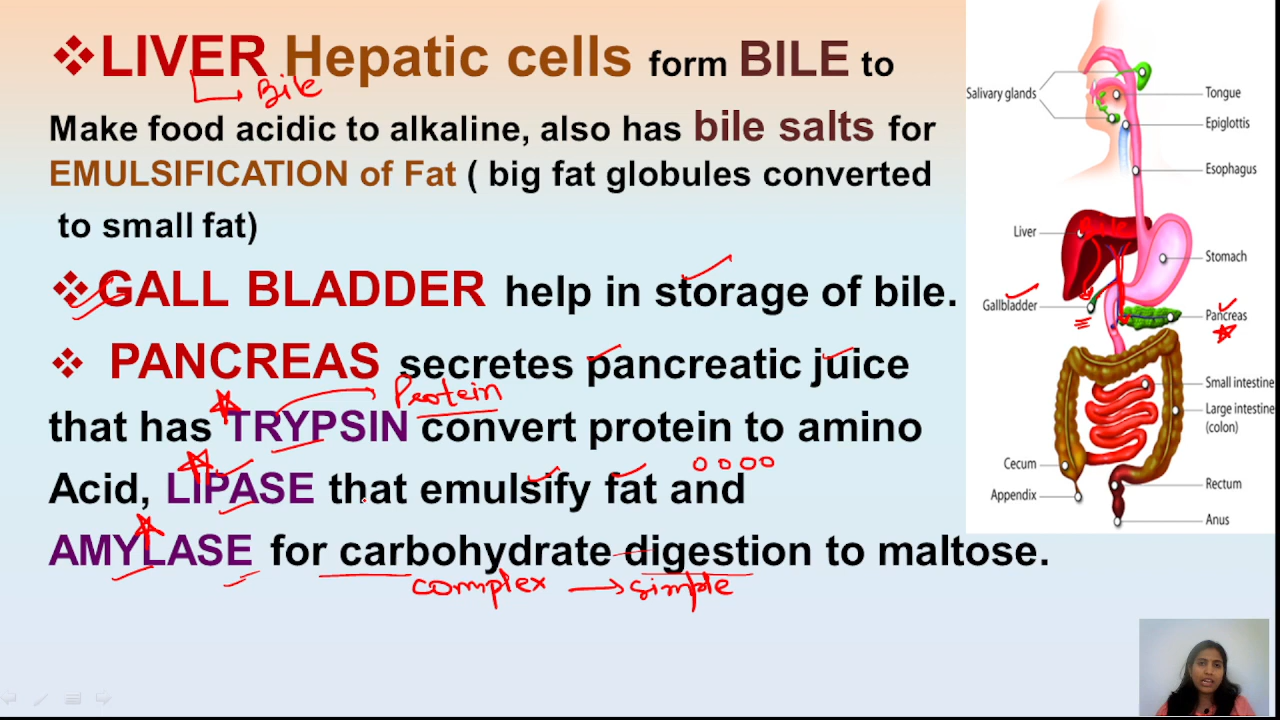 ❖LIVER Hepatic cells form BILE to
Bile
Make food acidic to alkaline, also has bile salts for
EMULSIFICATION of Fat ( big fat globules converted
to small fat)
❖GALL BLADDER help in storage of bile.
❖ PANCREAS secretes pancreatic juice
Protein
that has TRYPSIN convert protein to amino
Acid, LIPASE that emulsify fat and
AMYLASE for carbohydrate digestion to maltose.
complex → simple
Salivary glands
Tongue
Epiglottis
Esophagus
Liver
Stomach
Gallbladder
Pancreas
Small intestine
Large intestine
(colon)
Cecum
Appendix
Rectum
Anus